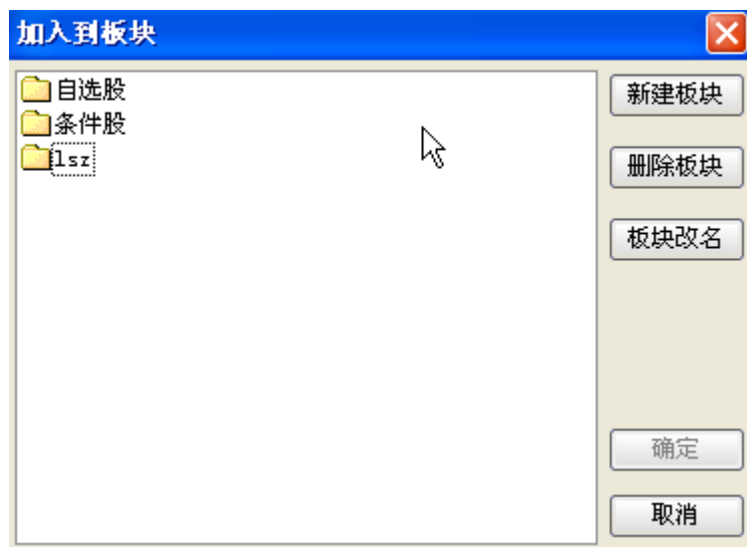 加入到板块
自选股
条件股
lsz
新建板块
删除板块
板块改名
确定
取消